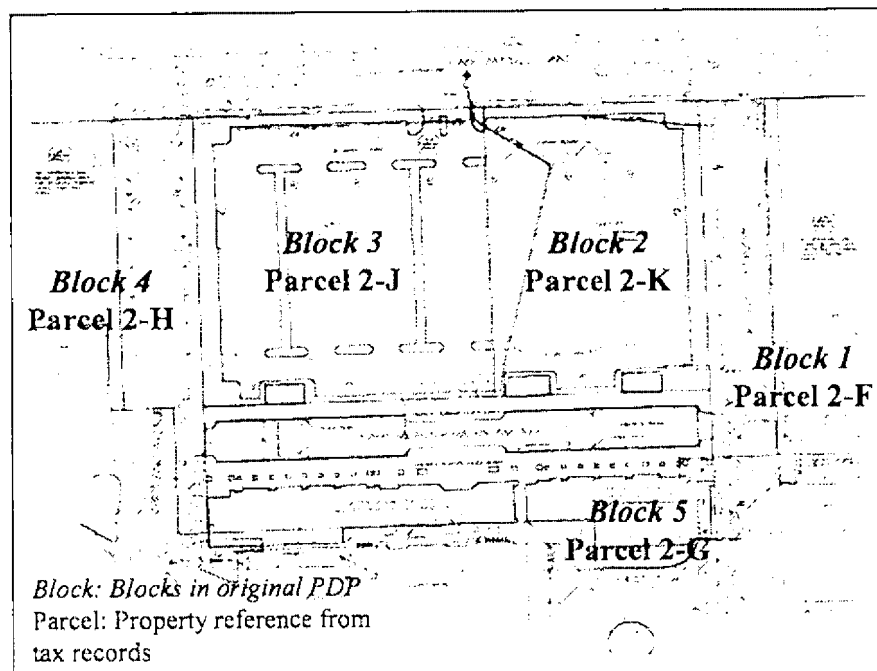 Block 3
Parcel 2-J
Block 2
Parcel 2-K
Block 4
Parcel 2-H
Block 1
Parcel 2-F
Block 5
Parcel 2-G
Block: Blocks in original PDP
Parcel: Property reference from
tax records